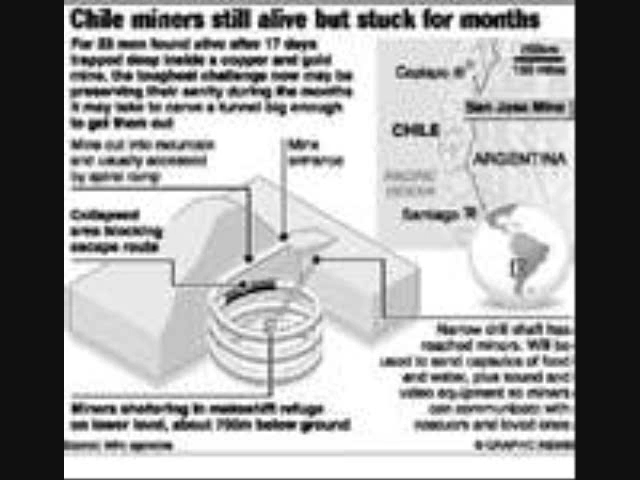 Chile miners still alive but stuck for months
For 33 men found alive after 17 days
trapped deep inside a copper and gold
mine, the toughest challenge now may be
preserving their sanity during the months
it may take to carve a tunnel big enough
to get them out
Mine cut into mountain
and usually accessed
by spiral ramp
Mine
entrance
Collapsed
area blocking
escape route
Copiapo
San Jose Mine
CHILE
ARGENTINA
PACIFIC
OCEAN
Santiago
Narrow drill shaft has
reached miners. Will be
used to send capsules of food
and water, plus sound and
video equipment so miners
can communicate with
rescuers and loved ones
Miners sheltering in makeshift refuge
on lower level, about 700m below ground
© GRAPHIC NEWS